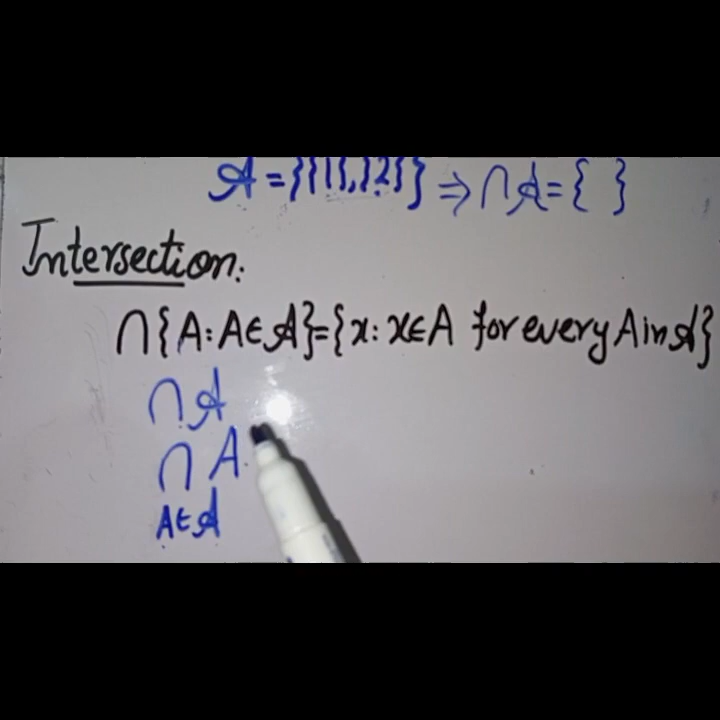 𝒜 = {{1},{2}} ⇒ ∩𝒜 = { }
Intersection:
∩{A: A∈𝒜}={x: x∈A for every A in 𝒜}
∩𝒜
∩ A
A∈𝒜